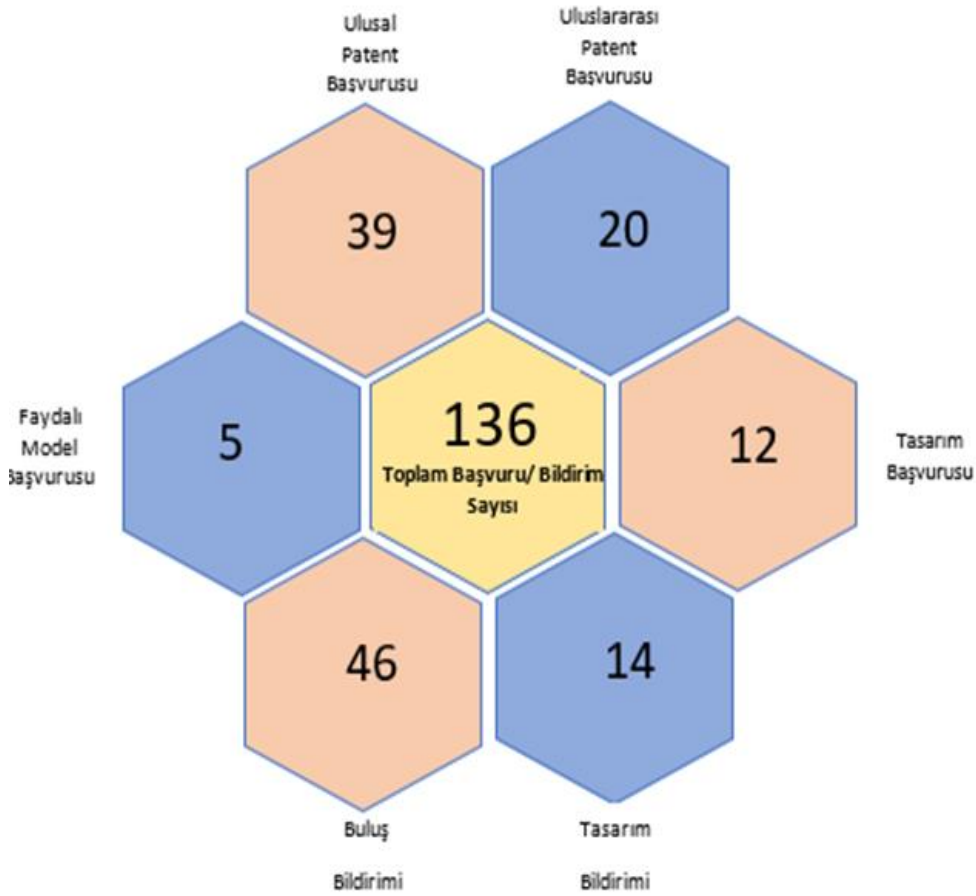 Ulusal
Patent
Başvurusu
Uluslararası
Patent
Başvurusu
39
20
Faydalı
Model
Başvurusu
5
136
Toplam Başvuru/ Bildirim
Sayısı
12
Tasarım
Başvurusu
46
14
Buluş
Bildirimi
Tasarım
Bildirimi